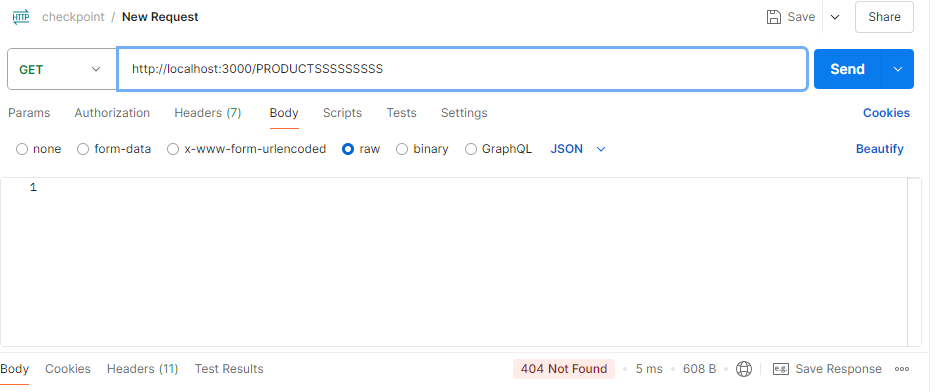 HTTP checkpoint / New Request Save Share
GET http://localhost:3000/PRODUCTSSSSSSSSS Send
Params Authorization Headers (7) Body Scripts Tests Settings Cookies
none form-data x-www-form-urlencoded raw binary GraphQL JSON Beautify
1
Body Cookies Headers (11) Test Results 404 Not Found 5 ms 608 B e.g. Save Response